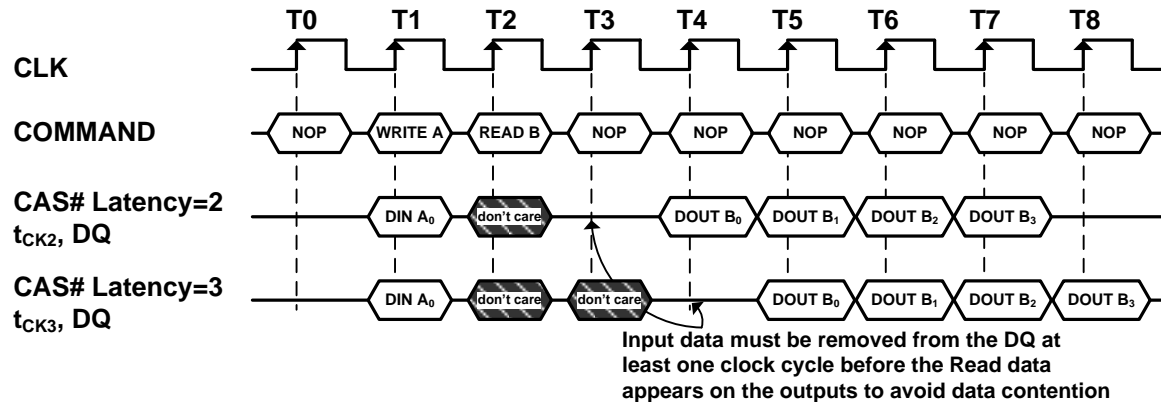 T0 T1 T2 T3 T4 T5 T6 T7 T8
CLK
COMMAND NOP WRITE A READ B NOP NOP NOP NOP NOP NOP
CAS# Latency=2
tCK2, DQ DIN A0 don't care DOUT B0 DOUT B1 DOUT B2 DOUT B3
CAS# Latency=3
tCK3, DQ DIN A0 don't care don't care DOUT B0 DOUT B1 DOUT B2 DOUT B3
Input data must be removed from the DQ at
least one clock cycle before the Read data
appears on the outputs to avoid data contention